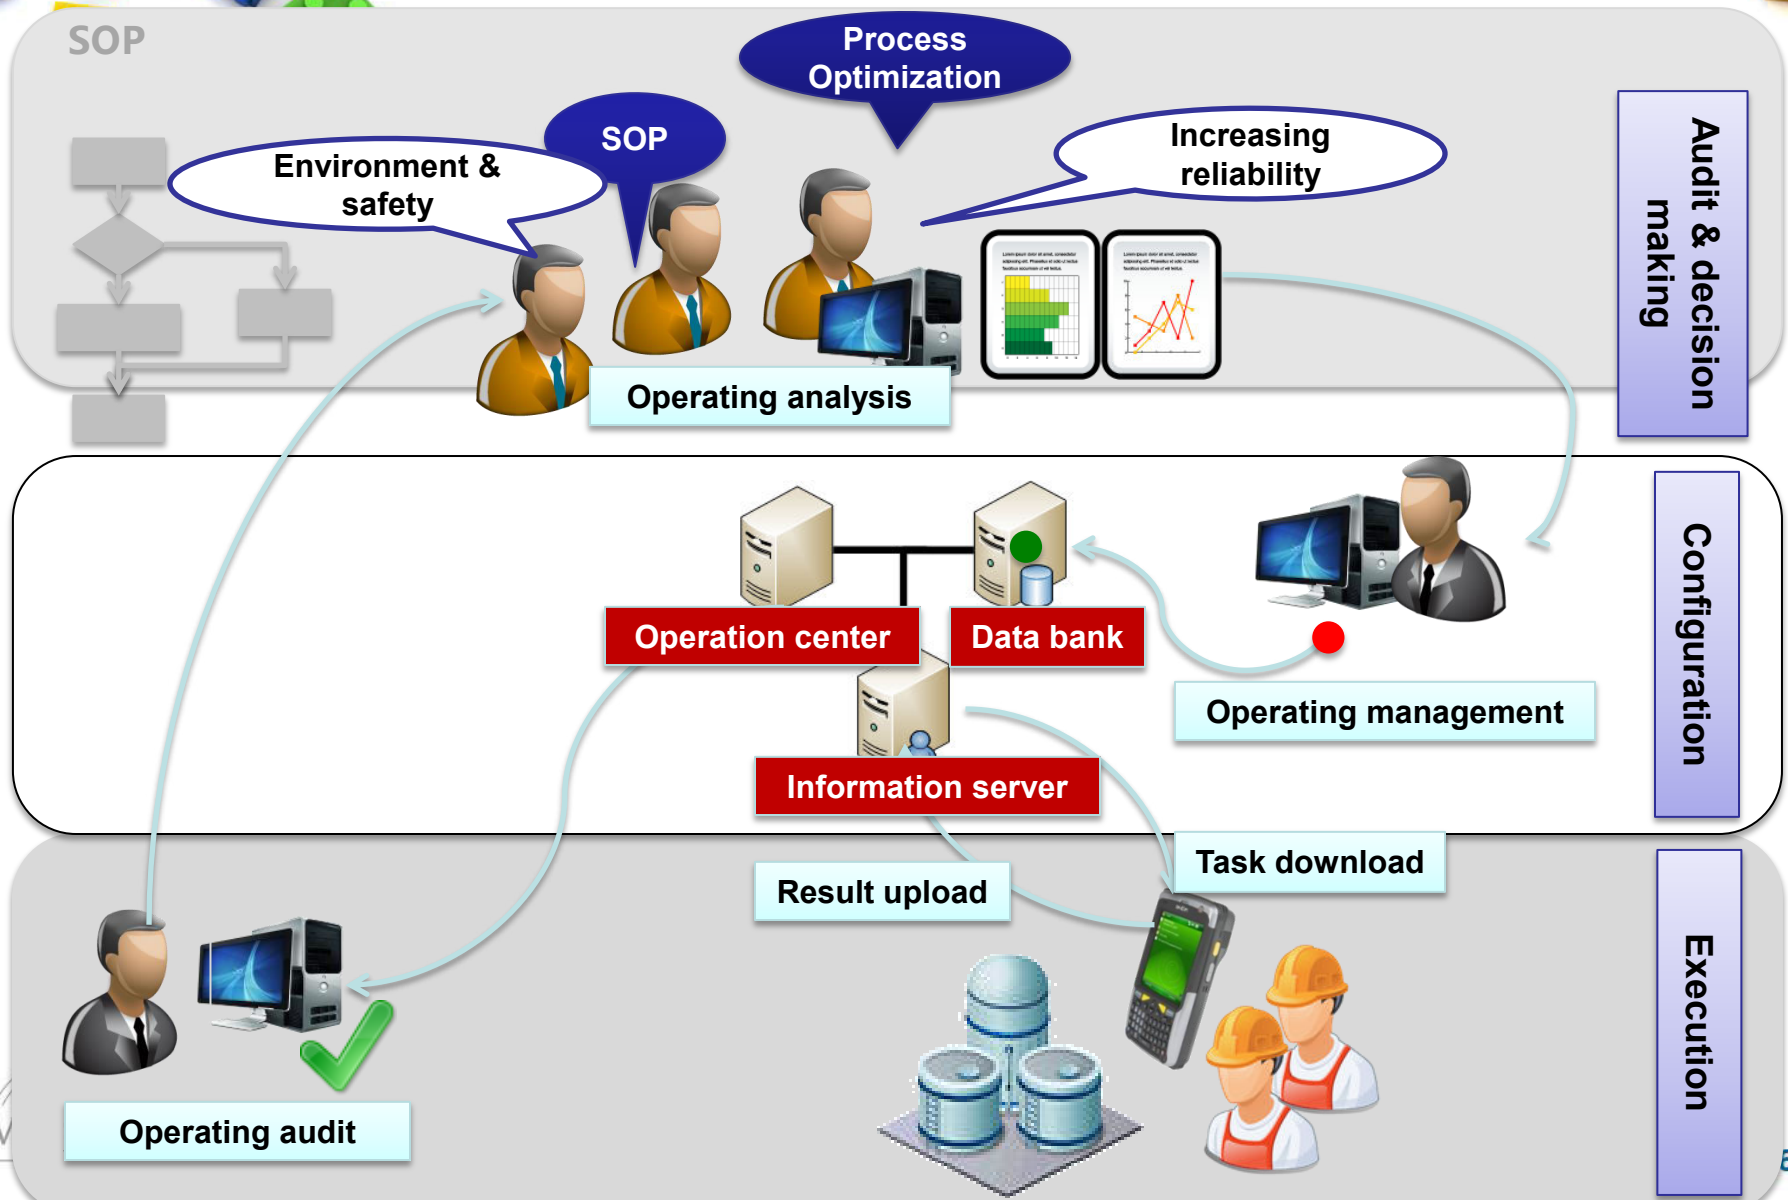 SOP
Process
Optimization
SOP
Increasing
reliability
Environment &
safety
Audit & decision
making
Operating analysis
Configuration
Operation center
Data bank
Operating management
Information server
Task download
Result upload
Execution
Operating audit